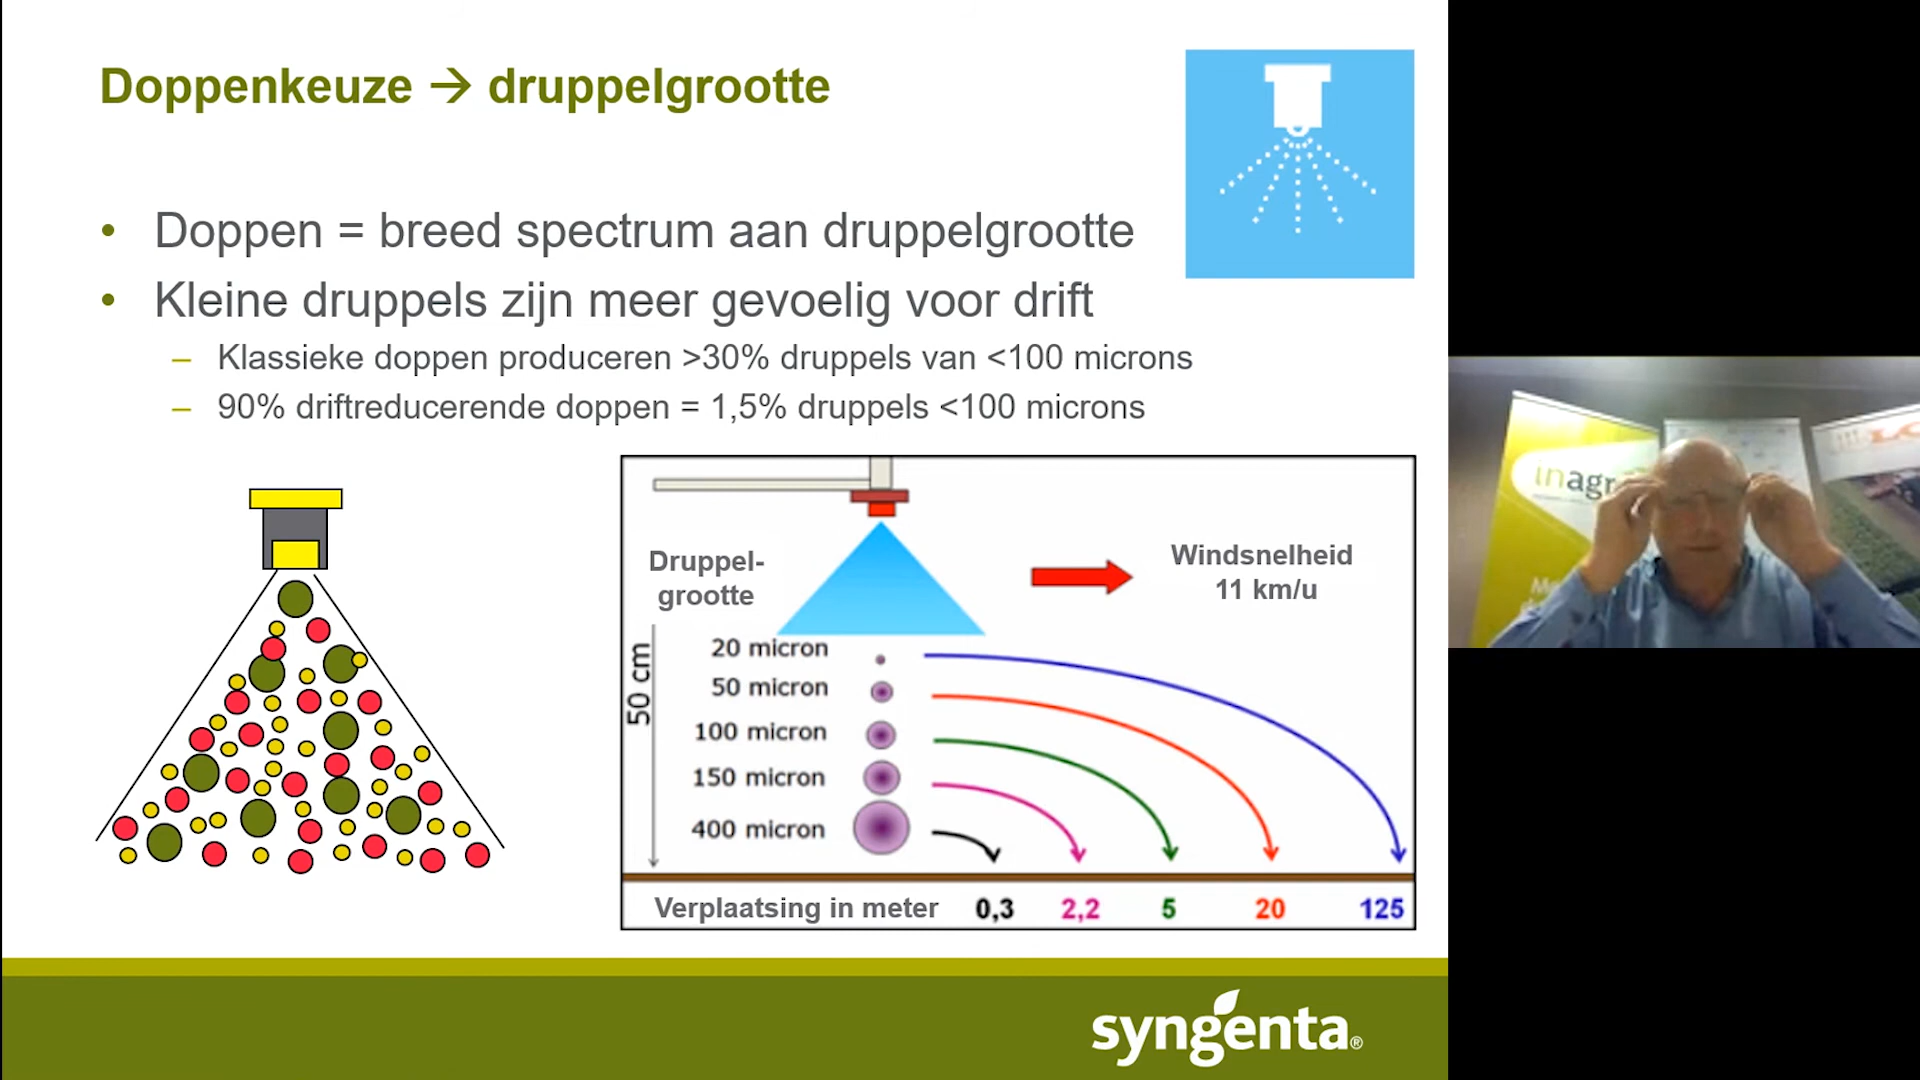 Doppenkeuze → druppelgrootte
• Doppen = breed spectrum aan druppelgrootte
• Kleine druppels zijn meer gevoelig voor drift
– Klassieke doppen produceren >30% druppels van <100 microns
– 90% driftreducerende doppen = 1,5% druppels <100 microns
Druppel-
grootte
Windsnelheid
11 km/u
50 cm
20 micron
50 micron
100 micron
150 micron
400 micron
Verplaatsing in meter 0,3 2,2 5 20 125
syngenta®
inagr